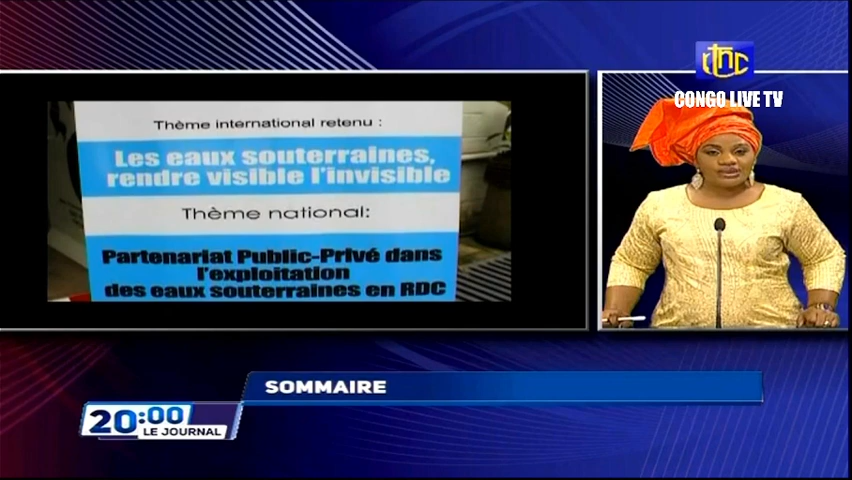 rtnc
CONGO LIVE TV
Thème international retenu :
Les eaux souterraines,
rendre visible l'invisible
Thème national:
Partenariat Public-Privé dans
l'exploitation
des eaux souterraines en RDC
SOMMAIRE
20:00
LE JOURNAL